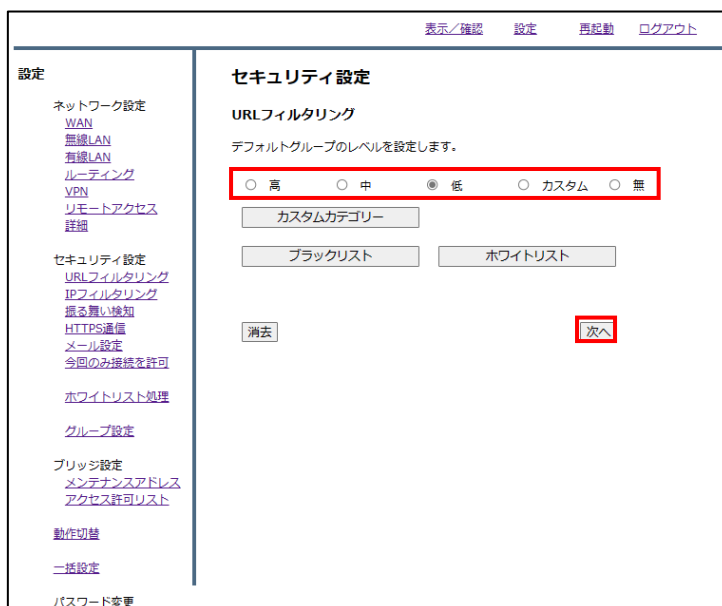 表示／確認 設定 再起動 ログアウト
設定
ネットワーク設定
WAN
無線LAN
有線LAN
ルーティング
VPN
リモートアクセス
詳細
セキュリティ設定
URLフィルタリング
IPフィルタリング
振る舞い検知
HTTPS通信
メール設定
今回のみ接続を許可
ホワイトリスト処理
グループ設定
ブリッジ設定
メンテナンスアドレス
アクセス許可リスト
動作切替
一括設定
パスワード変更
セキュリティ設定
URLフィルタリング
デフォルトグループのレベルを設定します。
高 中 低 カスタム 無
カスタムカテゴリー
ブラックリスト ホワイトリスト
消去 次へ